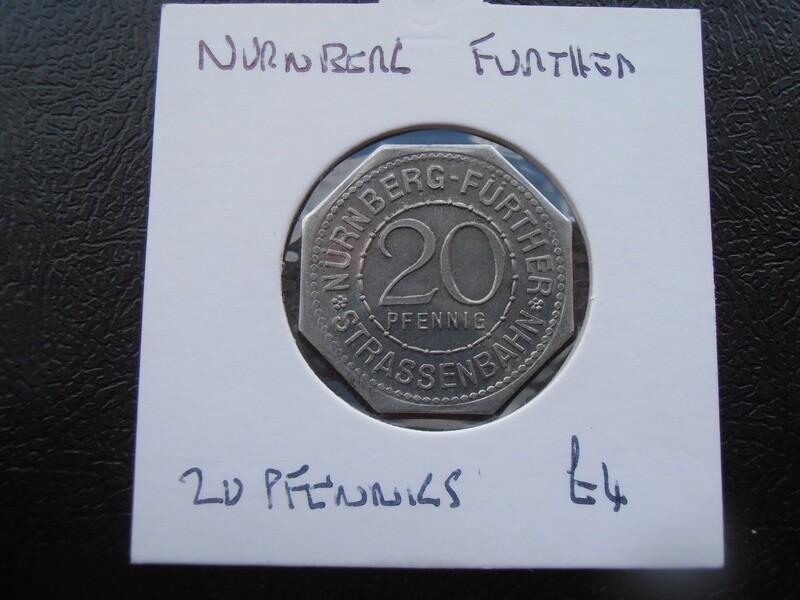 NURNBERG FURTHER
NÜRNBERG-FÜRTHER
20
PFENNIG
STRASSENBAHN
20 PFENNIGS £4